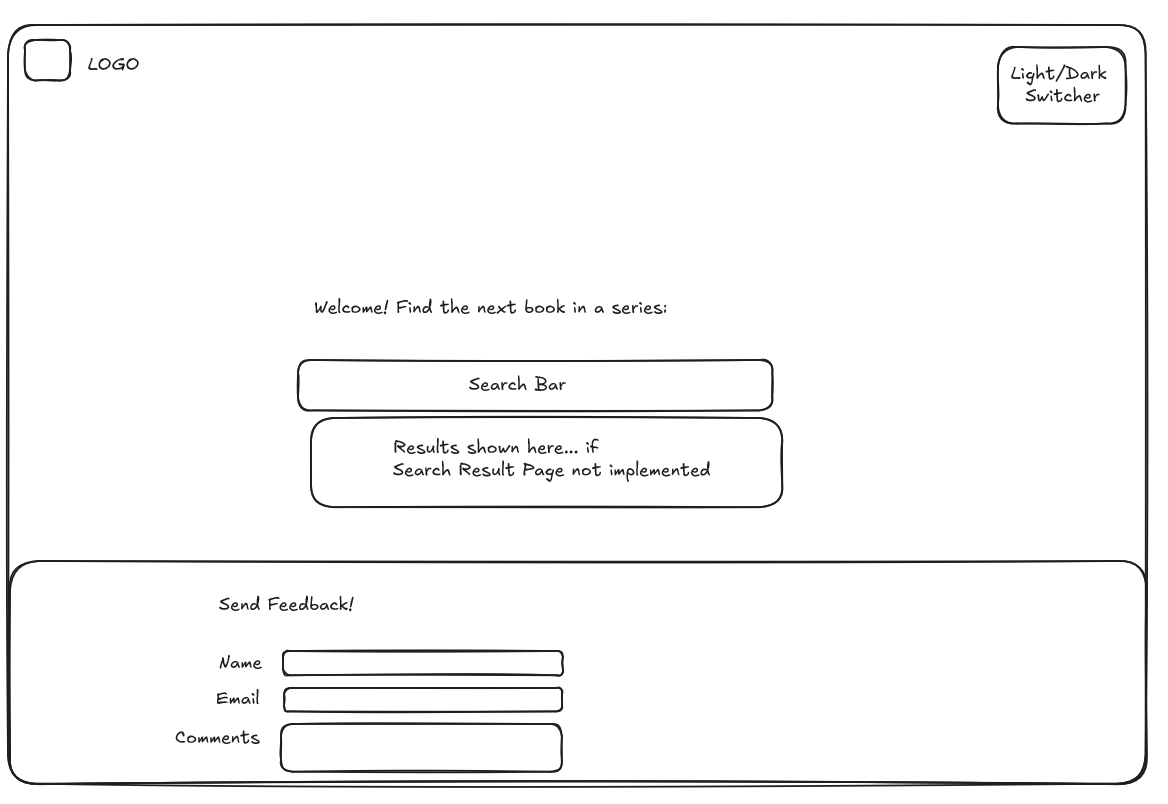 LOGO
Light/Dark
Switcher
Welcome! Find the next book in a series:
Search Bar
Results shown here... if
Search Result Page not implemented
Send Feedback!
Name
Email
Comments